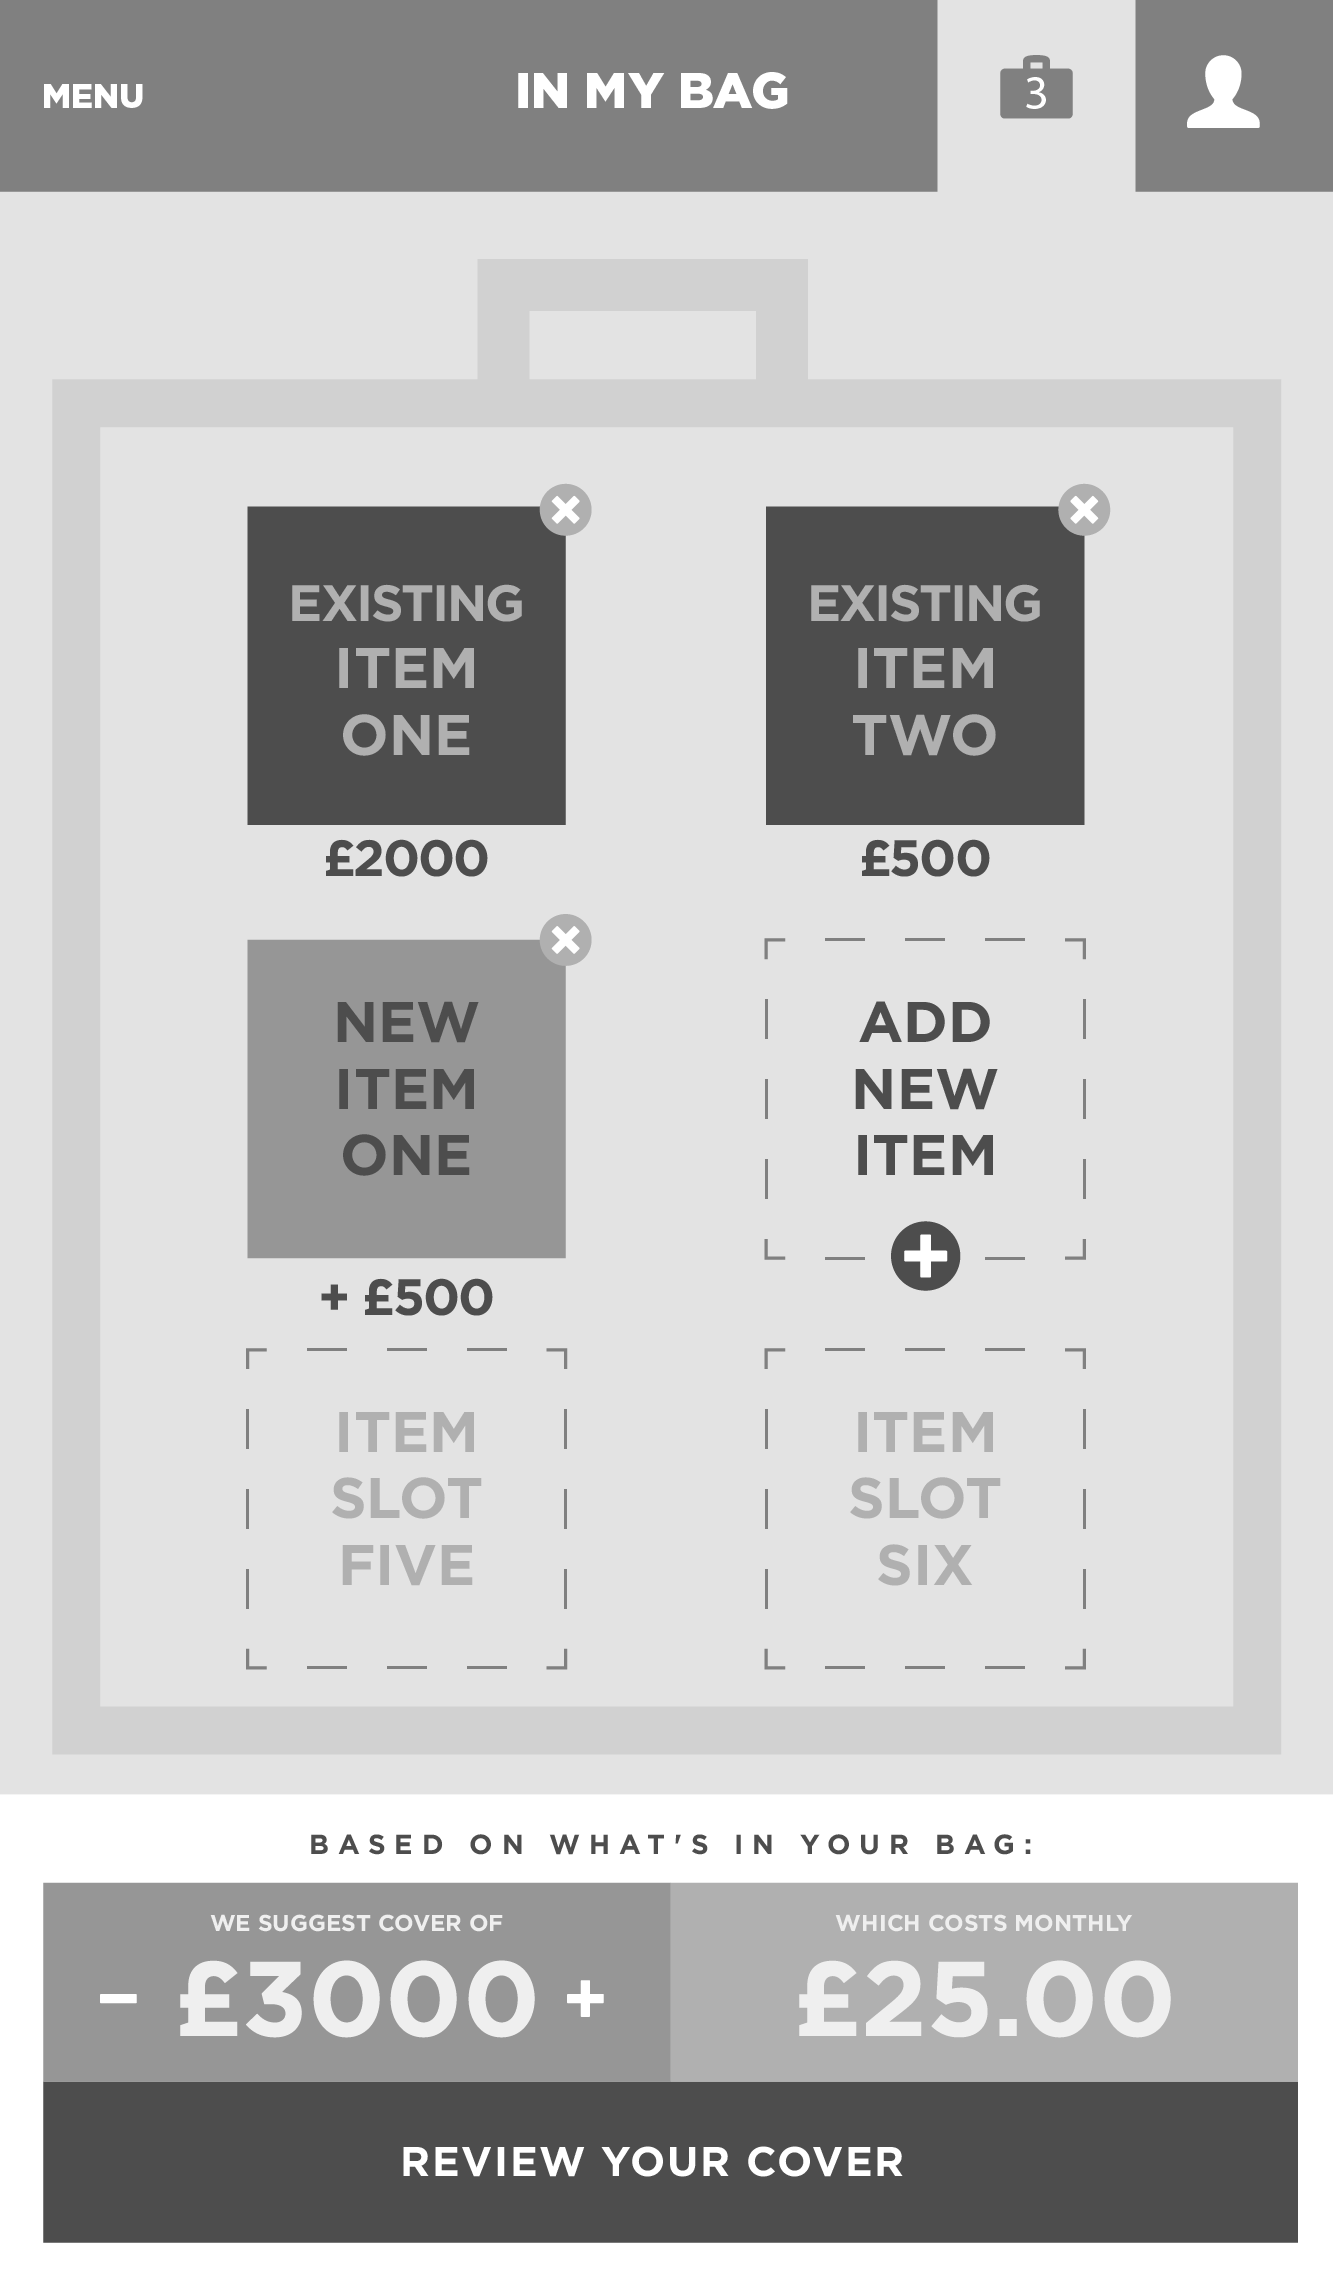 MENU
IN MY BAG
3
EXISTING
ITEM
ONE
£2000
EXISTING
ITEM
TWO
£500
NEW
ITEM
ONE
+ £500
ADD
NEW
ITEM
ITEM
SLOT
FIVE
ITEM
SLOT
SIX
BASED ON WHAT'S IN YOUR BAG:
WE SUGGEST COVER OF
- £3000 +
WHICH COSTS MONTHLY
£25.00
REVIEW YOUR COVER